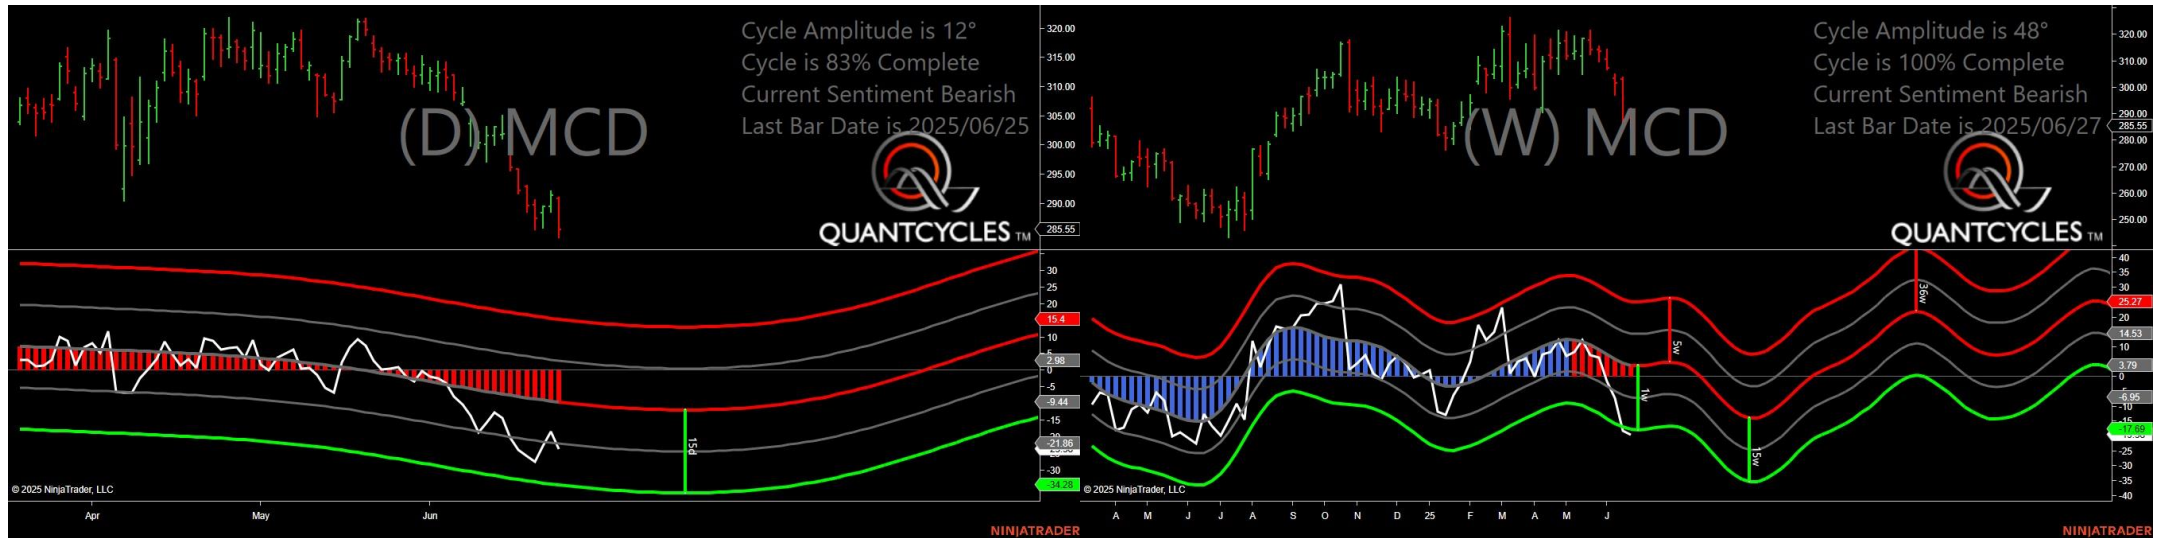 Cycle Amplitude is 12°
Cycle is 83% Complete
Current Sentiment Bearish
Last Bar Date is 2025/06/25
(D) MCD
QUANTCYCLES TM
320.00
315.00
310.00
305.00
300.00
295.00
290.00
285.55
30
25
20
15.4
10
5
2.98
0
-5
-9.44
-15
-21.86
-30
-34.28
15d
© 2025 NinjaTrader, LLC
Apr
May
Jun
NINJATRADER
Cycle Amplitude is 48°
Cycle is 100% Complete
Current Sentiment Bearish
Last Bar Date is 2025/06/27
(W) MCD
QUANTCYCLES TM
320.00
310.00
300.00
290.00
285.55
280.00
270.00
260.00
250.00
40
35
30
25.27
20
14.53
10
3.79
0
-6.95
-10
-17.69
-25
-30
-35
-40
5w
1w
15w
36w
© 2025 NinjaTrader, LLC
A
M
J
J
A
S
O
N
D
25
F
M
A
M
J
NINJATRADER